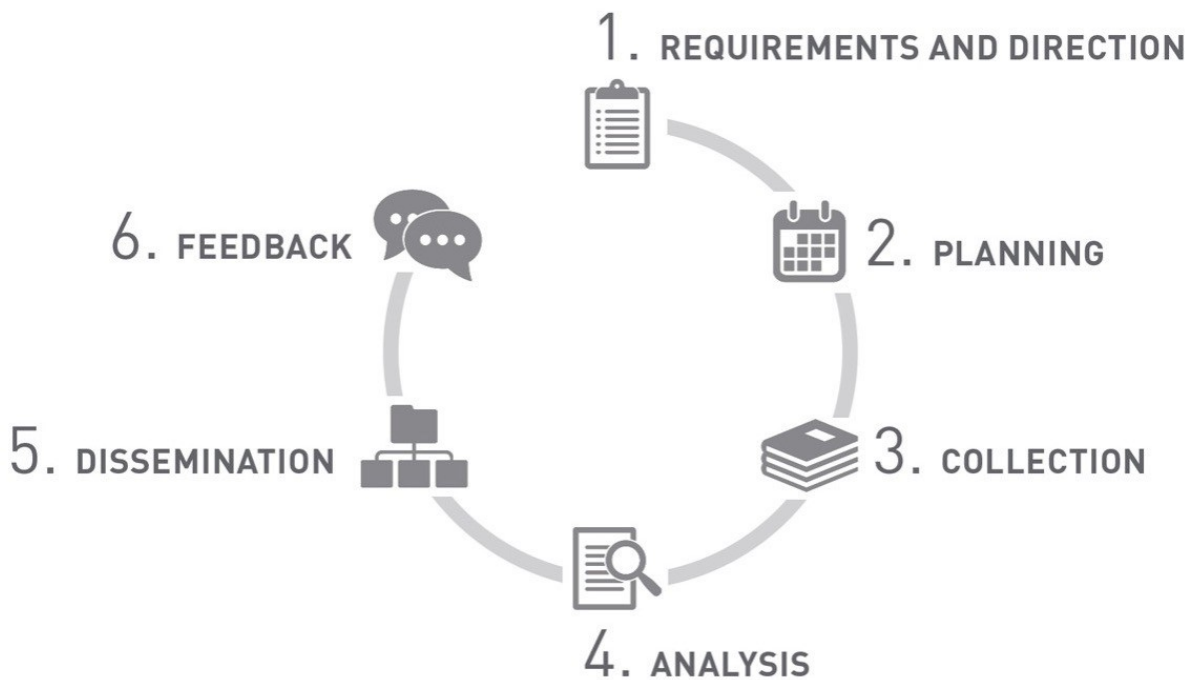 1. REQUIREMENTS AND DIRECTION
2. PLANNING
3. COLLECTION
4. ANALYSIS
5. DISSEMINATION
6. FEEDBACK